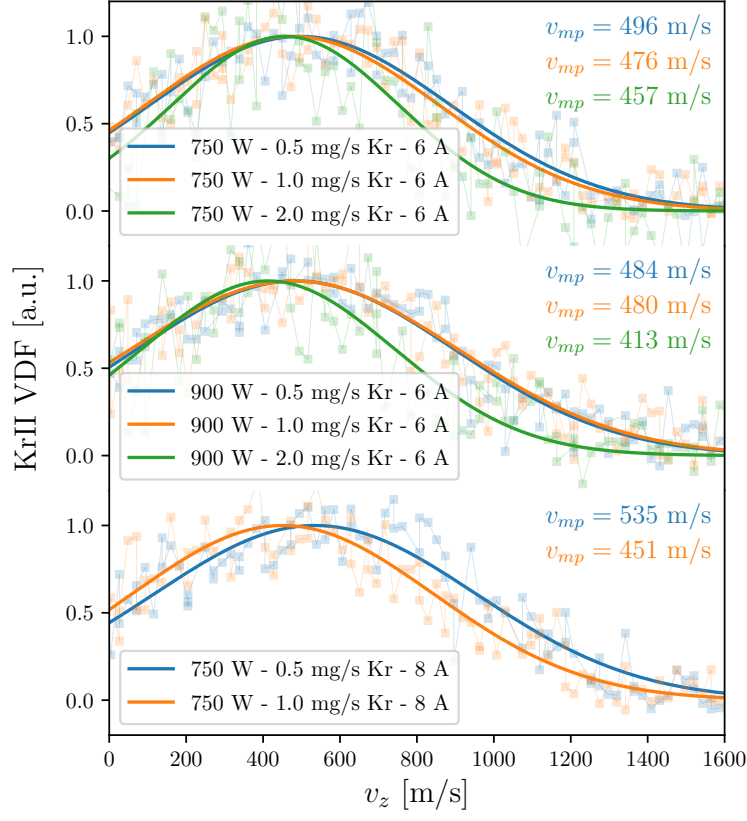 KrII VDF [a.u.]
1.0
0.5
0.0
v_mp = 496 m/s
v_mp = 476 m/s
v_mp = 457 m/s
750 W - 0.5 mg/s Kr - 6 A
750 W - 1.0 mg/s Kr - 6 A
750 W - 2.0 mg/s Kr - 6 A
1.0
0.5
0.0
v_mp = 484 m/s
v_mp = 480 m/s
v_mp = 413 m/s
900 W - 0.5 mg/s Kr - 6 A
900 W - 1.0 mg/s Kr - 6 A
900 W - 2.0 mg/s Kr - 6 A
1.0
0.5
0.0
v_mp = 535 m/s
v_mp = 451 m/s
750 W - 0.5 mg/s Kr - 8 A
750 W - 1.0 mg/s Kr - 8 A
0 200 400 600 800 1000 1200 1400 1600
v_z [m/s]